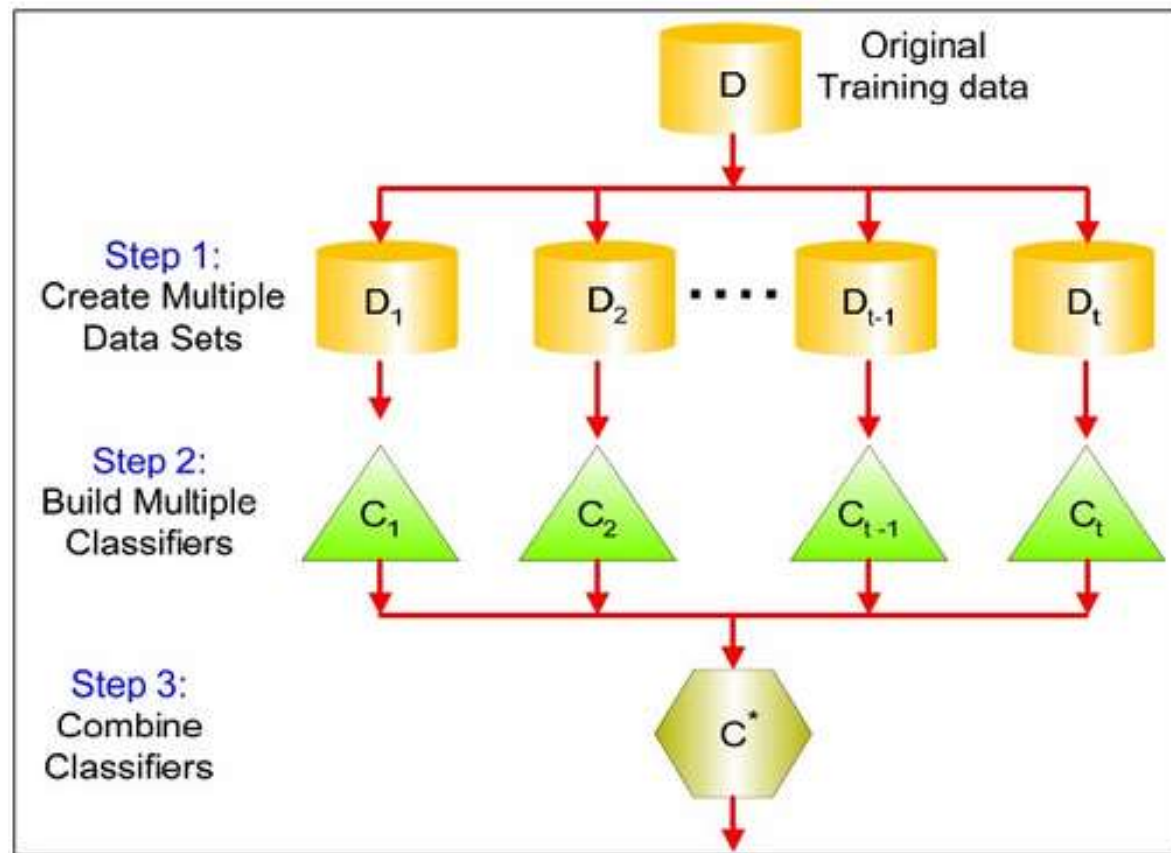 Original
Training data
D
Step 1:
Create Multiple
Data Sets
D₁
D₂
....
Dₜ₋₁
Dₜ
Step 2:
Build Multiple
Classifiers
C₁
C₂
Cₜ₋₁
Cₜ
Step 3:
Combine
Classifiers
C*